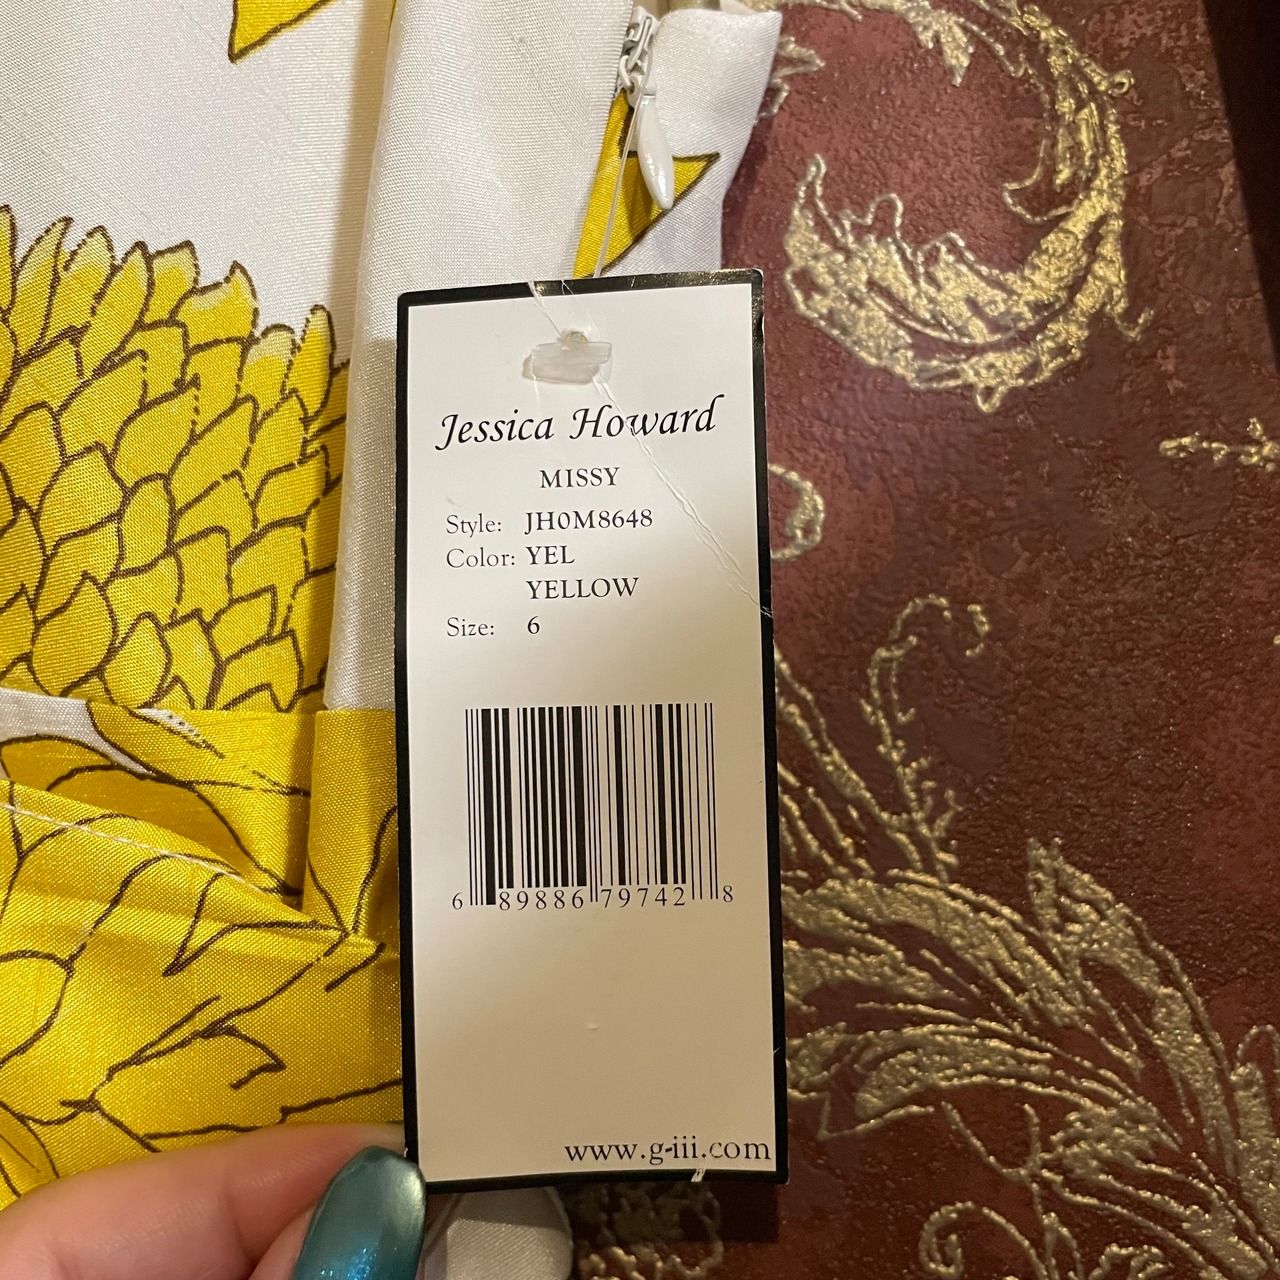 Jessica Howard
MISSY
Style: JH0M8648
Color: YEL
YELLOW
Size: 6
6 89886 79742 8
www.g-iii.com